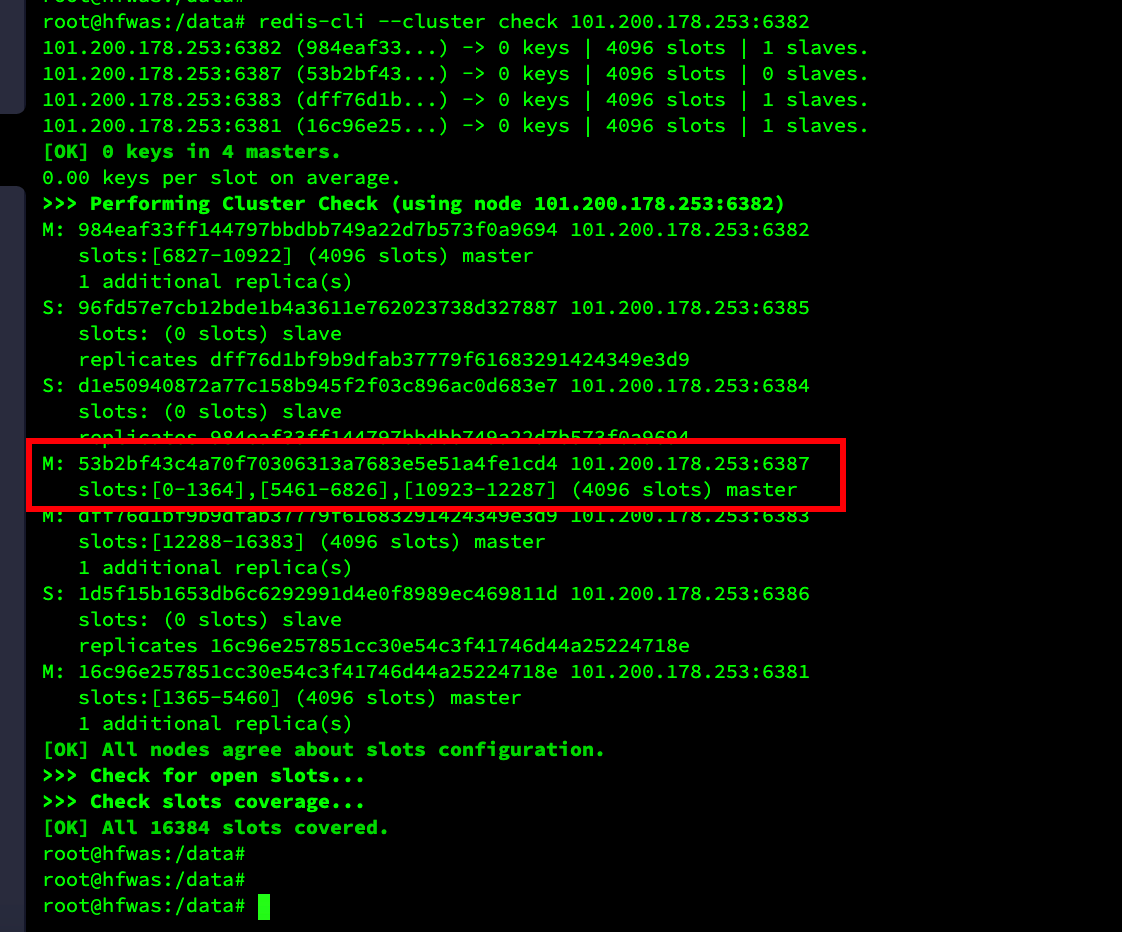 root@hfwas:/data#
root@hfwas:/data# redis-cli --cluster check 101.200.178.253:6382
101.200.178.253:6382 (984eaf33...) -> 0 keys | 4096 slots | 1 slaves.
101.200.178.253:6387 (53b2bf43...) -> 0 keys | 4096 slots | 0 slaves.
101.200.178.253:6383 (dff76d1b...) -> 0 keys | 4096 slots | 1 slaves.
101.200.178.253:6381 (16c96e25...) -> 0 keys | 4096 slots | 1 slaves.
[OK] 0 keys in 4 masters.
0.00 keys per slot on average.
>>> Performing Cluster Check (using node 101.200.178.253:6382)
M: 984eaf33ff144797bbdbb749a22d7b573f0a9694 101.200.178.253:6382
   slots:[6827-10922] (4096 slots) master
   1 additional replica(s)
S: 96fd57e7cb12bde1b4a3611e762023738d327887 101.200.178.253:6385
   slots: (0 slots) slave
   replicates dff76d1bf9b9dfab37779f61683291424349e3d9
S: d1e50940872a77c158b945f2f03c896ac0d683e7 101.200.178.253:6384
   slots: (0 slots) slave
   replicates 984eaf33ff144797bbdbb749a22d7b573f0a9694
M: 53b2bf43c4a70f70306313a7683e5e51a4fe1cd4 101.200.178.253:6387
   slots:[0-1364],[5461-6826],[10923-12287] (4096 slots) master
M: dff76d1bf9b9dfab37779f61683291424349e3d9 101.200.178.253:6383
   slots:[12288-16383] (4096 slots) master
   1 additional replica(s)
S: 1d5f15b1653db6c6292991d4e0f8989ec469811d 101.200.178.253:6386
   slots: (0 slots) slave
   replicates 16c96e257851cc30e54c3f41746d44a25224718e
M: 16c96e257851cc30e54c3f41746d44a25224718e 101.200.178.253:6381
   slots:[1365-5460] (4096 slots) master
   1 additional replica(s)
[OK] All nodes agree about slots configuration.
>>> Check for open slots...
>>> Check slots coverage...
[OK] All 16384 slots covered.
root@hfwas:/data#
root@hfwas:/data#
root@hfwas:/data#